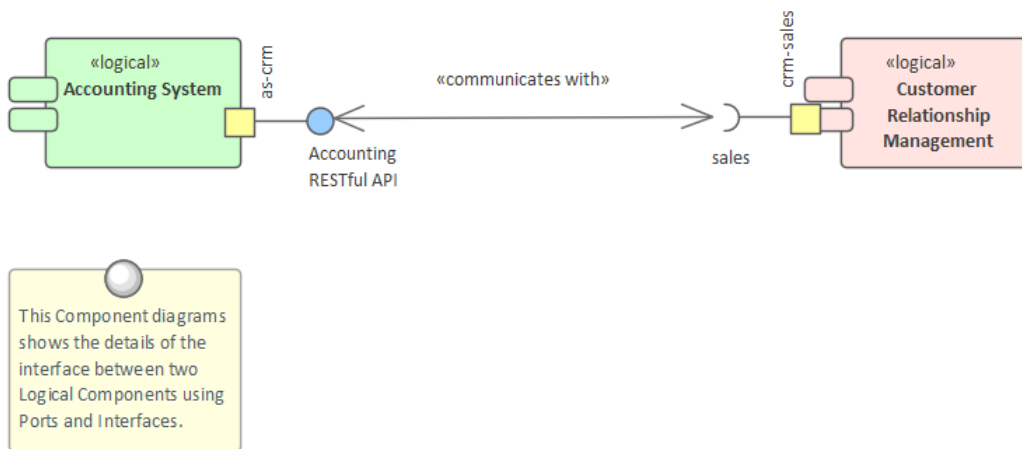 «logical»
Accounting System
as-crm
Accounting
RESTful API
«communicates with»
sales
crm-sales
«logical»
Customer
Relationship
Management
This Component diagrams
shows the details of the
interface between two
Logical Components using
Ports and Interfaces.